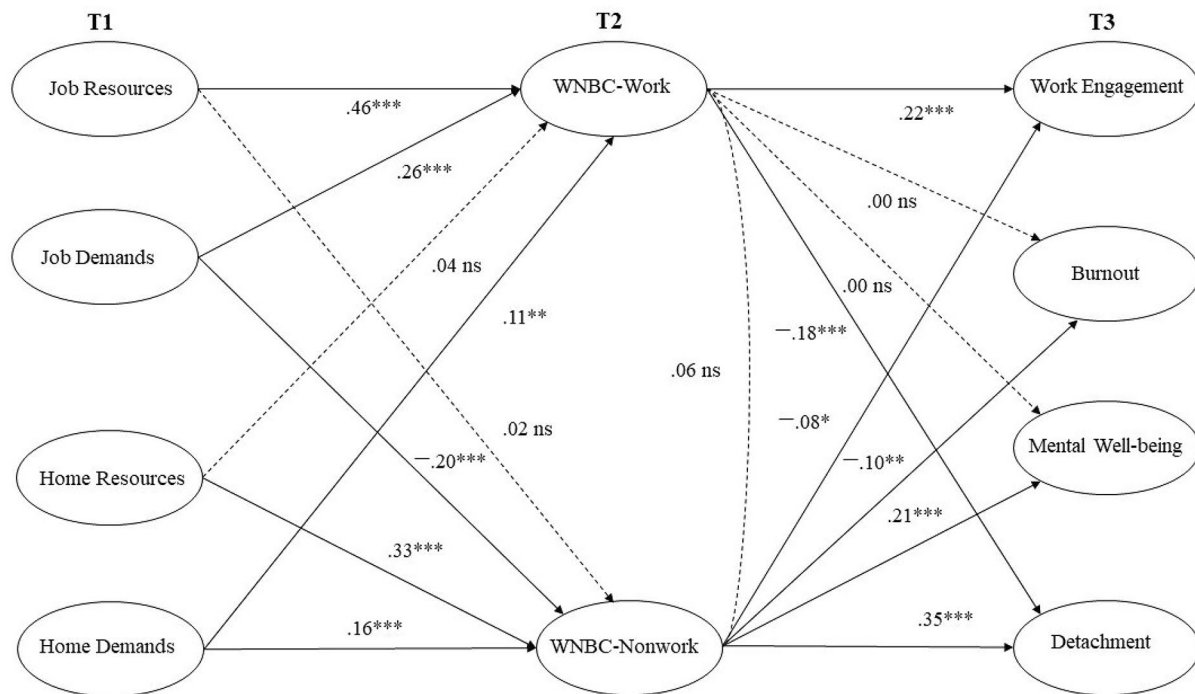 T1
T2
T3
Job Resources
WNBC-Work
Work Engagement
.46***
.22***
.26***
Job Demands
.00 ns
.04 ns
Burnout
.00 ns
.11**
—.18***
.06 ns
.02 ns
—.08*
—.20***
—.10**
Home Resources
Mental Well-being
.21***
.33***
.16***
.35***
Home Demands
WNBC-Nonwork
Detachment